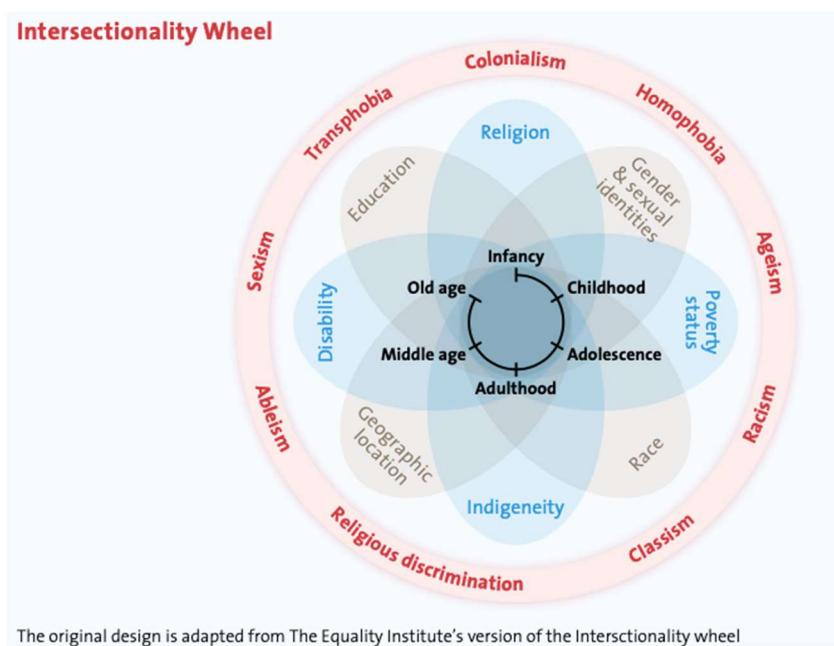 Intersectionality Wheel
Colonialism
Transphobia
Homophobia
Religion
Education
Gender
& sexual
identities
Sexism
Ageism
Infancy
Old age
Childhood
Disability
Poverty
status
Middle age
Adolescence
Adulthood
Ableism
Racism
Geographic
location
Race
Indigeneity
Religious discrimination
Classism
The original design is adapted from The Equality Institute’s version of the Intersctionality wheel